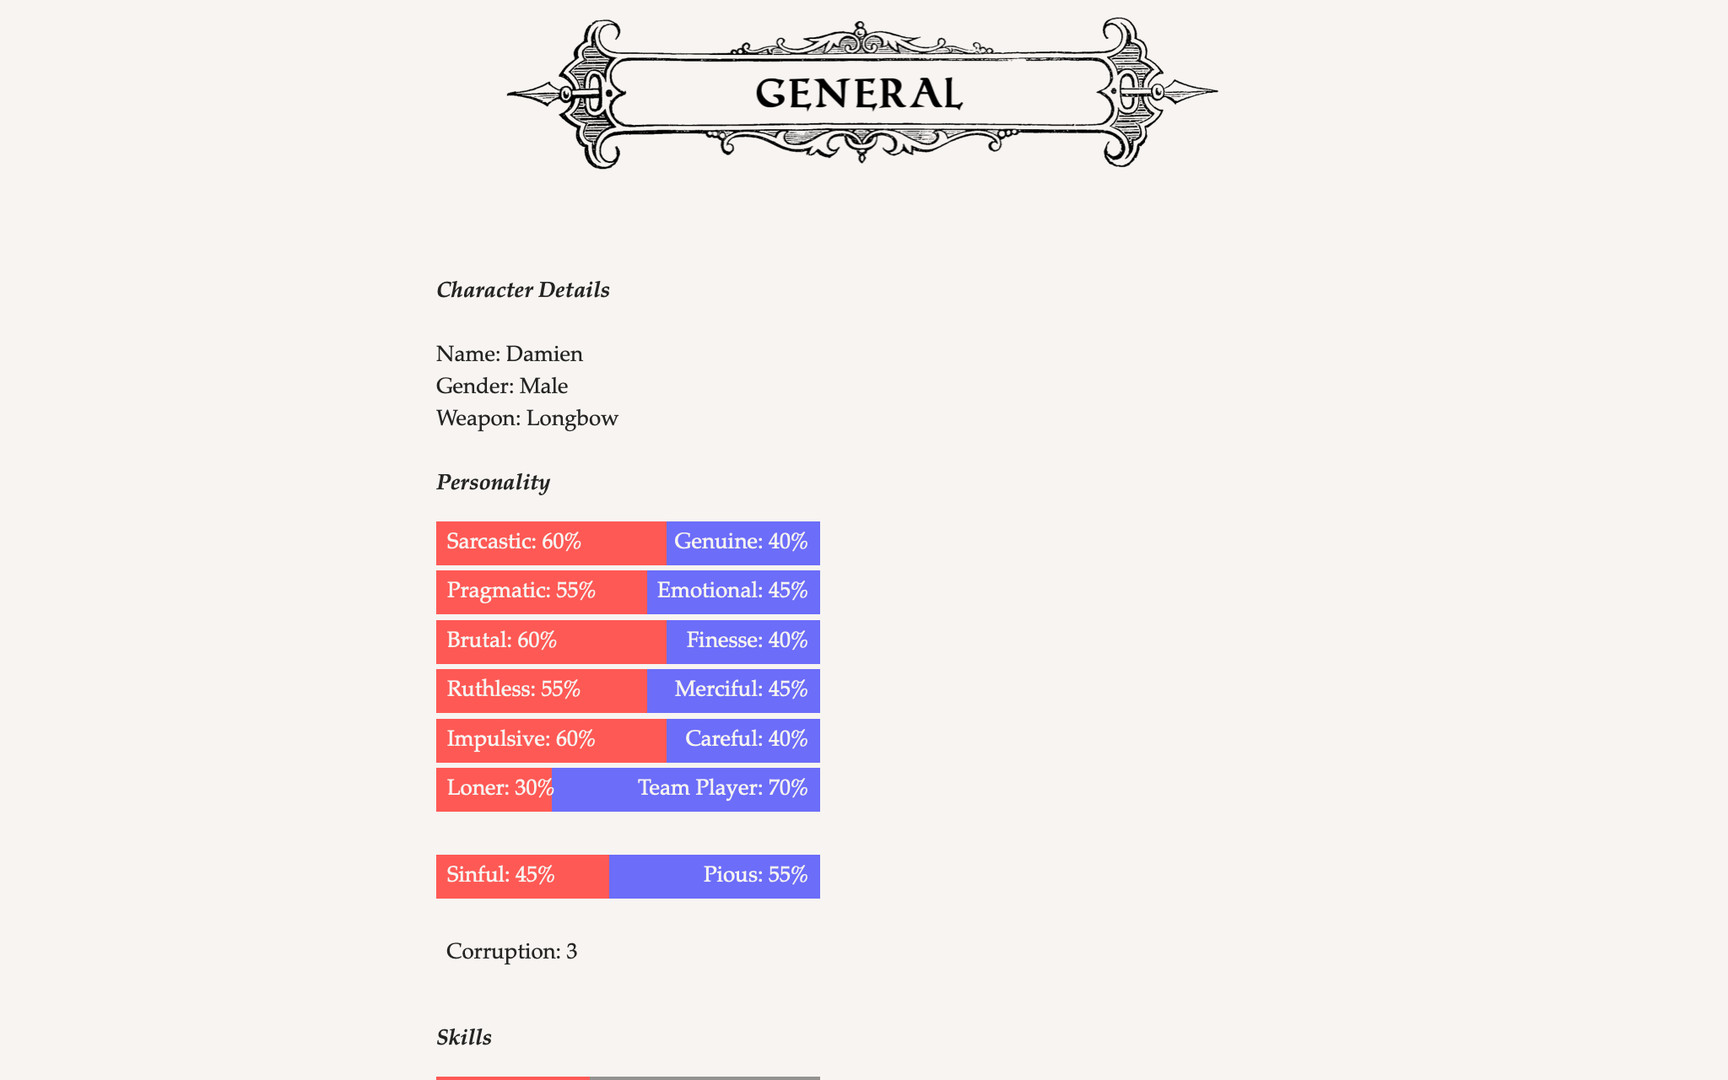 GENERAL
Character Details
Name: Damien
Gender: Male
Weapon: Longbow
Personality
Sarcastic: 60% Genuine: 40%
Pragmatic: 55% Emotional: 45%
Brutal: 60% Finesse: 40%
Ruthless: 55% Merciful: 45%
Impulsive: 60% Careful: 40%
Loner: 30% Team Player: 70%
Sinful: 45% Pious: 55%
Corruption: 3
Skills